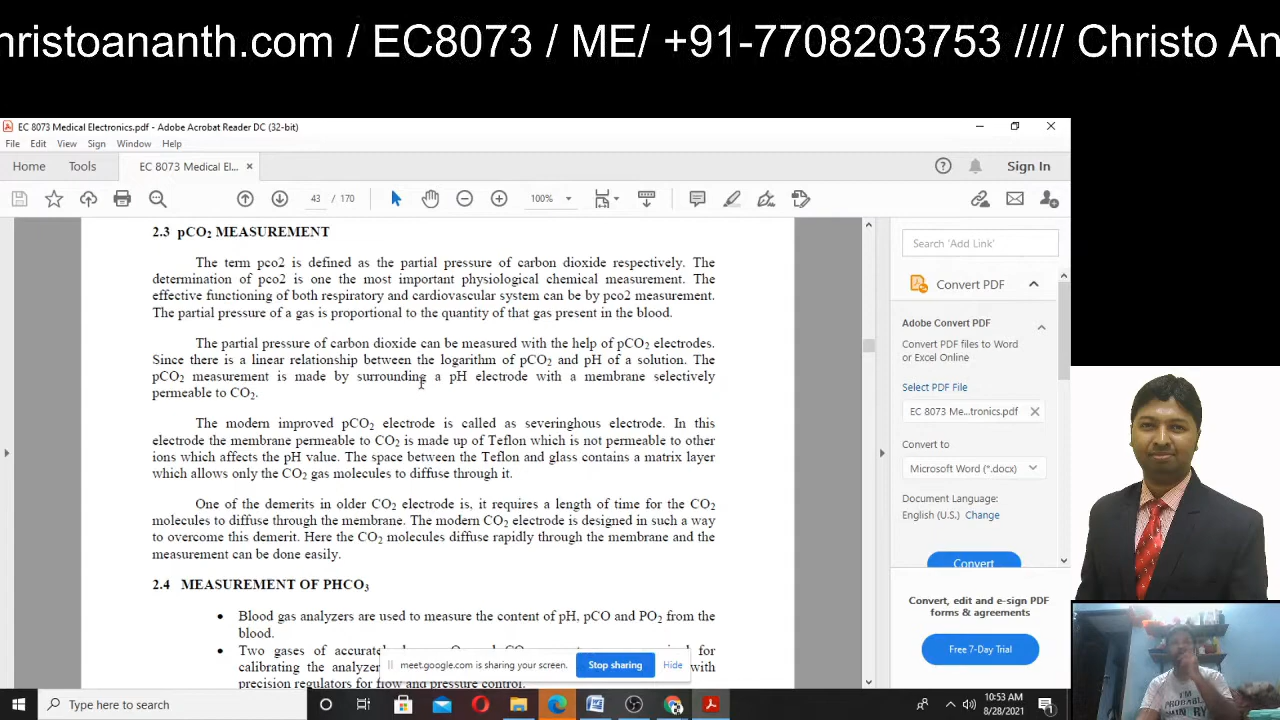 hristoananth.com / EC8073 / ME/ +91-7708203753 //// Christo An
EC 8073 Medical Electronics.pdf - Adobe Acrobat Reader DC (32-bit)
File Edit View Sign Window Help
Home Tools EC 8073 Medical El... × Sign In
43 / 170 100%
2.3 pCO₂ MEASUREMENT
The term pco2 is defined as the partial pressure of carbon dioxide respectively. The
determination of pco2 is one the most important physiological chemical measurement. The
effective functioning of both respiratory and cardiovascular system can be by pco2 measurement.
The partial pressure of a gas is proportional to the quantity of that gas present in the blood.
The partial pressure of carbon dioxide can be measured with the help of pCO₂ electrodes.
Since there is a linear relationship between the logarithm of pCO₂ and pH of a solution. The
pCO₂ measurement is made by surrounding a pH electrode with a membrane selectively
permeable to CO₂.
The modern improved pCO₂ electrode is called as severinghous electrode. In this
electrode the membrane permeable to CO₂ is made up of Teflon which is not permeable to other
ions which affects the pH value. The space between the Teflon and glass contains a matrix layer
which allows only the CO₂ gas molecules to diffuse through it.
One of the demerits in older CO₂ electrode is, it requires a length of time for the CO₂
molecules to diffuse through the membrane. The modern CO₂ electrode is designed in such a way
to overcome this demerit. Here the CO₂ molecules diffuse rapidly through the membrane and the
measurement can be done easily.
2.4 MEASUREMENT OF PHCO₃
• Blood gas analyzers are used to measure the content of pH, pCO and PO₂ from the
blood.
• Two gases of accurate for
calibrating the analyzer with
precision regulators for flow and pressure control.
Search 'Add Link'
Convert PDF
Adobe Convert PDF
Convert PDF files to Word
or Excel Online
Select PDF File
EC 8073 Me...tronics.pdf ×
Convert to
Microsoft Word (*.docx)
Document Language:
English (U.S.) Change
Convert
Convert, edit and e-sign PDF
forms & agreements
Free 7-Day Trial
meet.google.com is sharing your screen. Stop sharing Hide
Type here to search
10:53 AM
8/28/2021
1
I'M
PROBABL
WN RY